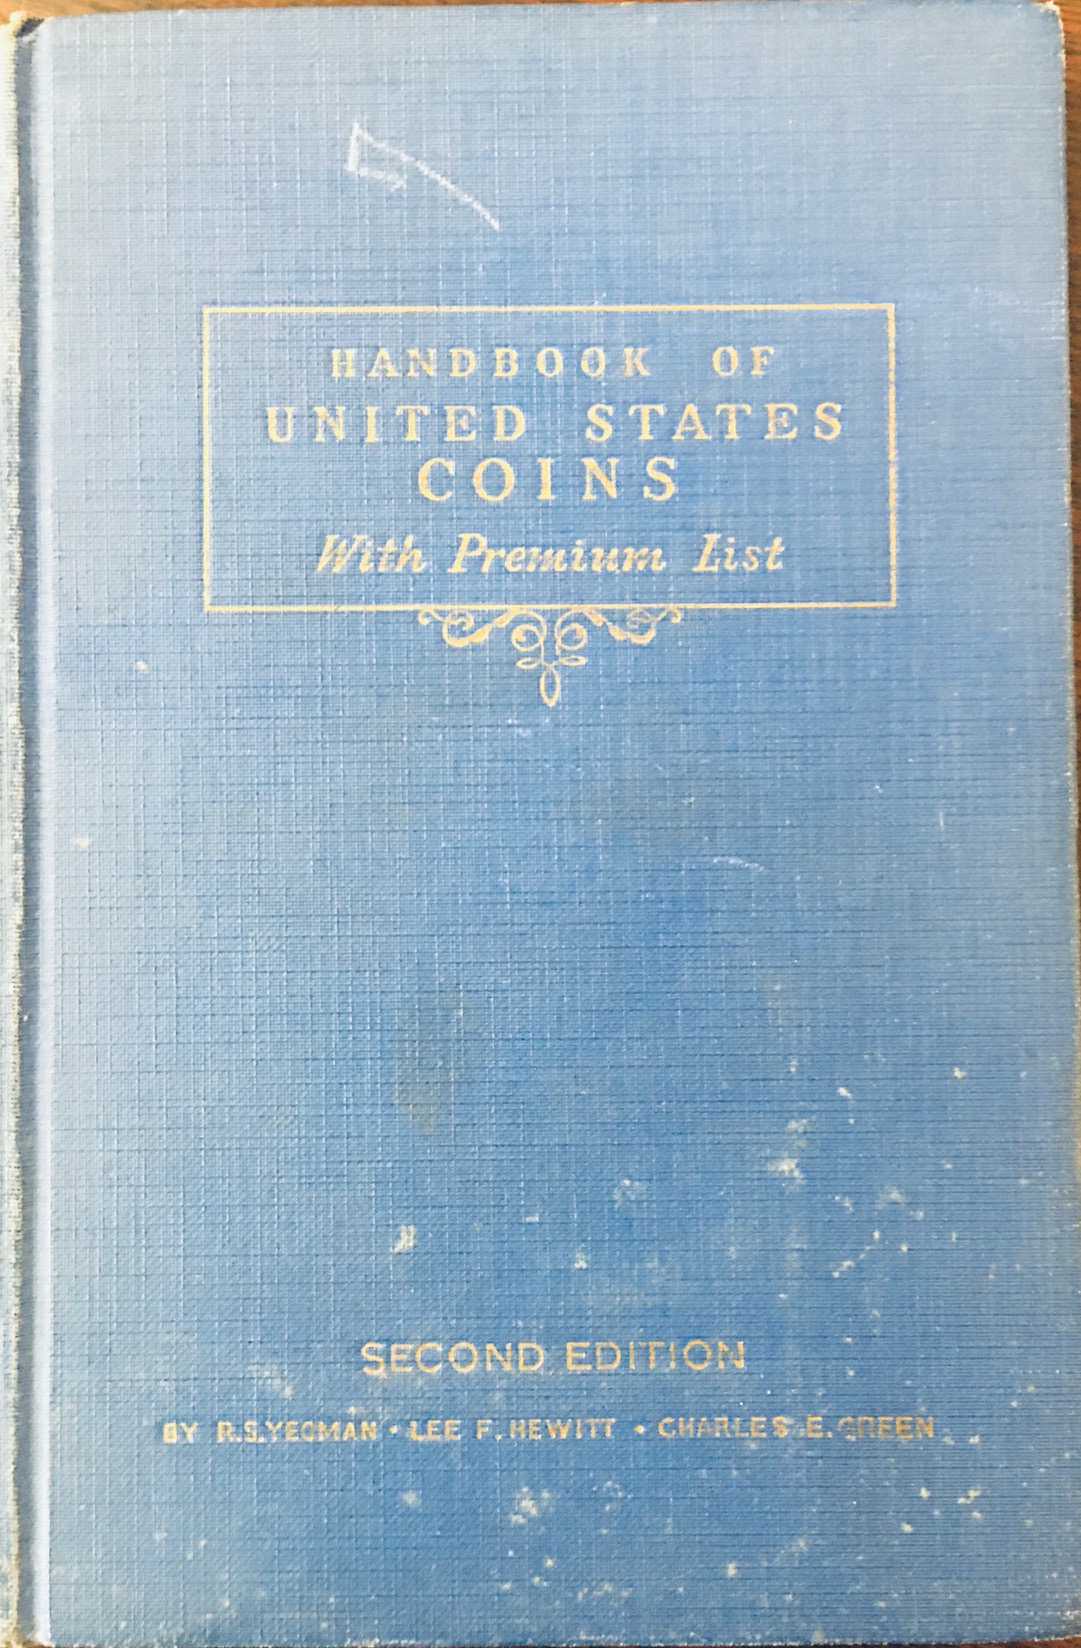 HANDBOOK OF
UNITED STATES
COINS
With Premium List
SECOND EDITION
BY R.S.YEOMAN • LEE F. HEWITT • CHARLES E. GREEN